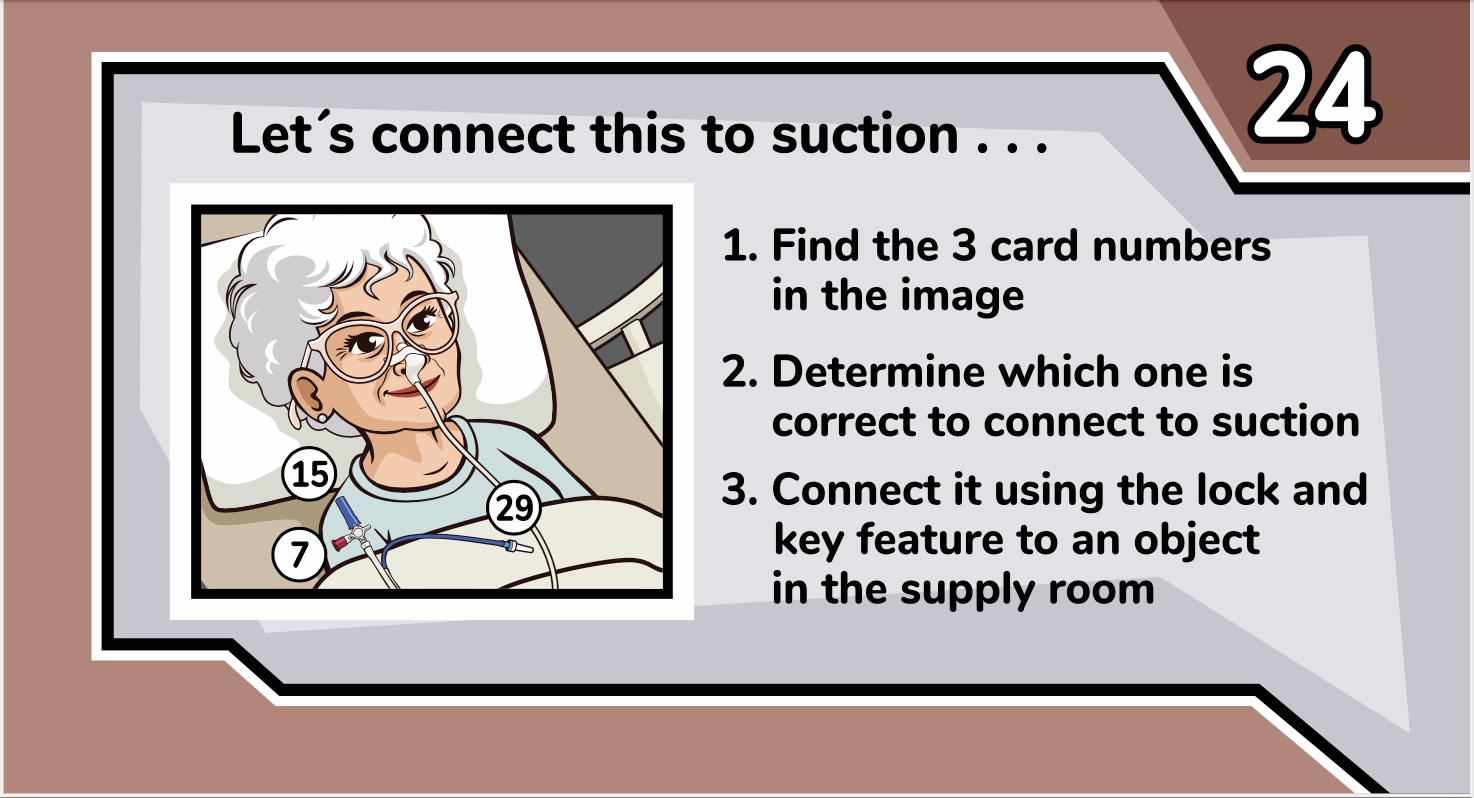 24
Let´s connect this to suction . . .
1. Find the 3 card numbers
in the image
2. Determine which one is
correct to connect to suction
3. Connect it using the lock and
key feature to an object
in the supply room
15
29
7